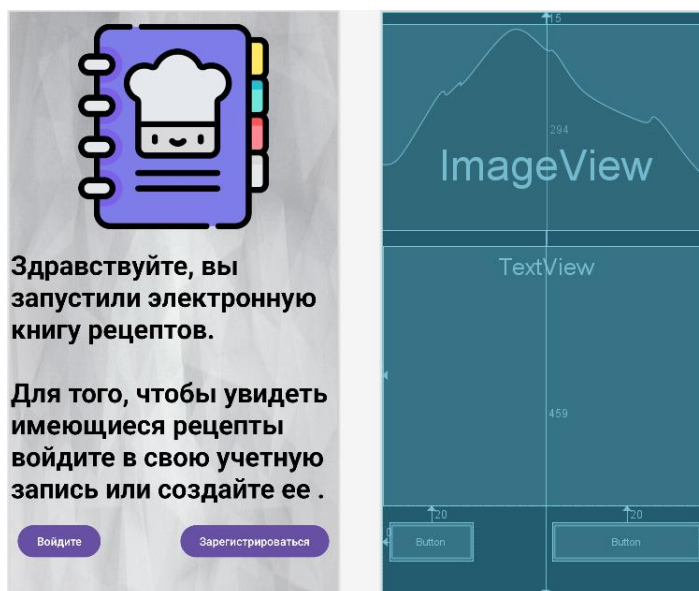 Здравствуйте, вы
запустили электронную
книгу рецептов.
Для того, чтобы увидеть
имеющиеся рецепты
войдите в свою учетную
запись или создайте ее .
Войдите
Зарегистрироваться
15
294
ImageView
TextView
459
20
20
0
Button
Button